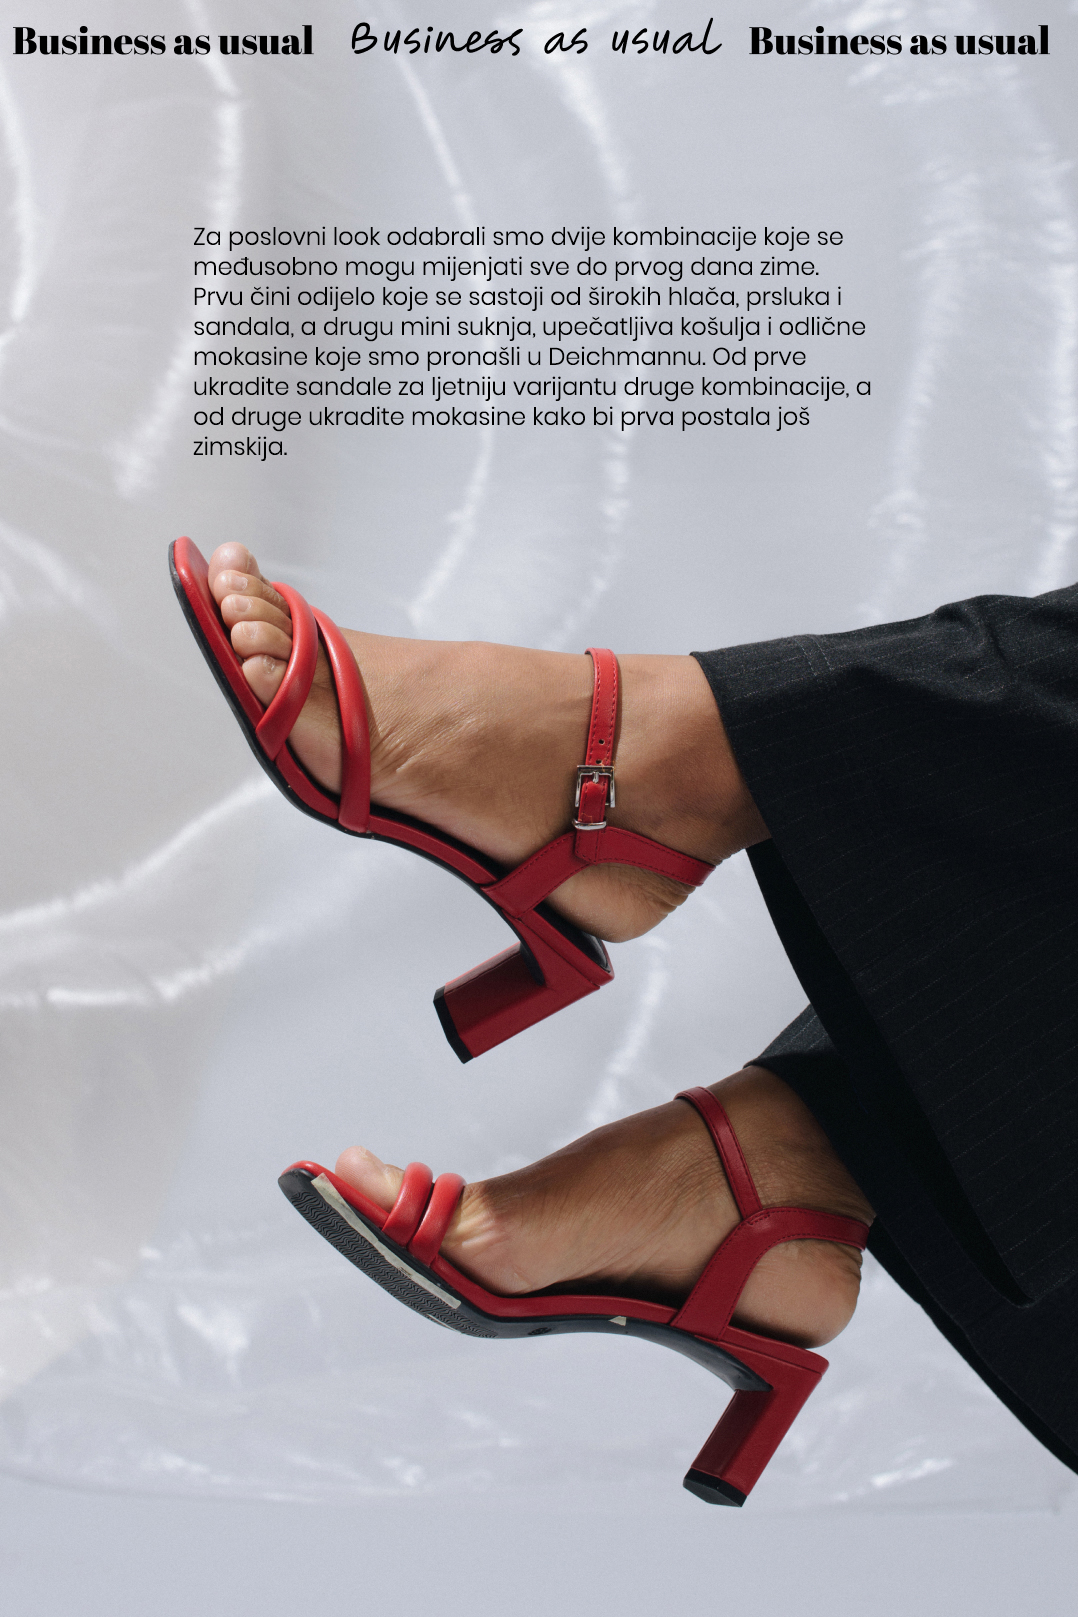 Business as usual Business as usual Business as usual
Za poslovni look odabrali smo dvije kombinacije koje se
međusobno mogu mijenjati sve do prvog dana zime.
Prvu čini odijelo koje se sastoji od širokih hlača, prsluka i
sandala, a drugu mini suknja, upečatljiva košulja i odlične
mokasine koje smo pronašli u Deichmannu. Od prve
ukradite sandale za ljetniju varijantu druge kombinacije, a
od druge ukradite mokasine kako bi prva postala još
zimskija.